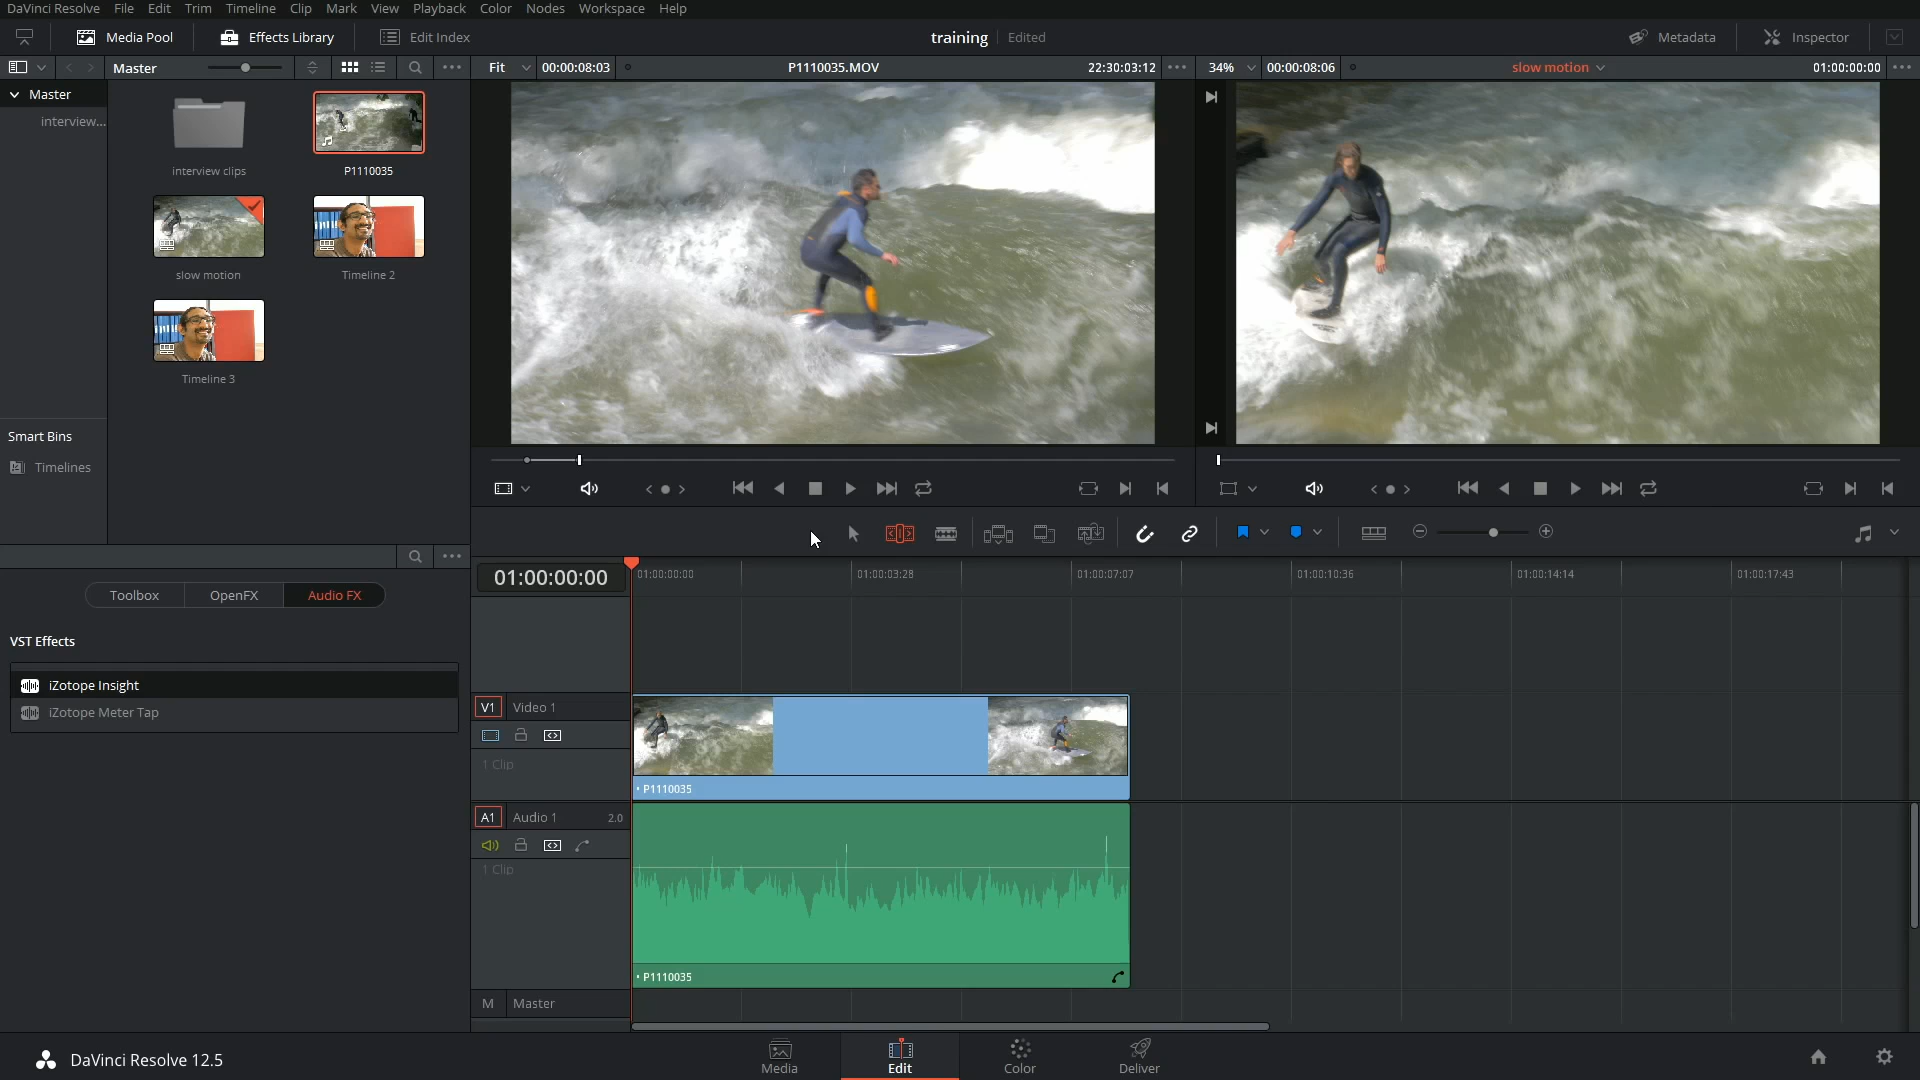 DaVinci Resolve File Edit Trim Timeline Clip Mark View Playback Color Nodes Workspace Help
Media Pool Effects Library Edit Index training Edited Metadata Inspector
Master Fit 00:00:08:03 P1110035.MOV 22:30:03:12 34% 00:00:08:06 slow motion 01:00:00:00
Master
interview...
interview clips P1110035
slow motion Timeline 2
Timeline 3
Smart Bins
Timelines
Toolbox OpenFX Audio FX
VST Effects
iZotope Insight
iZotope Meter Tap
01:00:00:00 01:00:00:00 01:00:03:28 01:00:07:07 01:00:10:36 01:00:14:14 01:00:17:43
V1 Video 1
1 Clip
• P1110035
A1 Audio 1 2.0
1 Clip
• P1110035
M Master
DaVinci Resolve 12.5 Media Edit Color Deliver